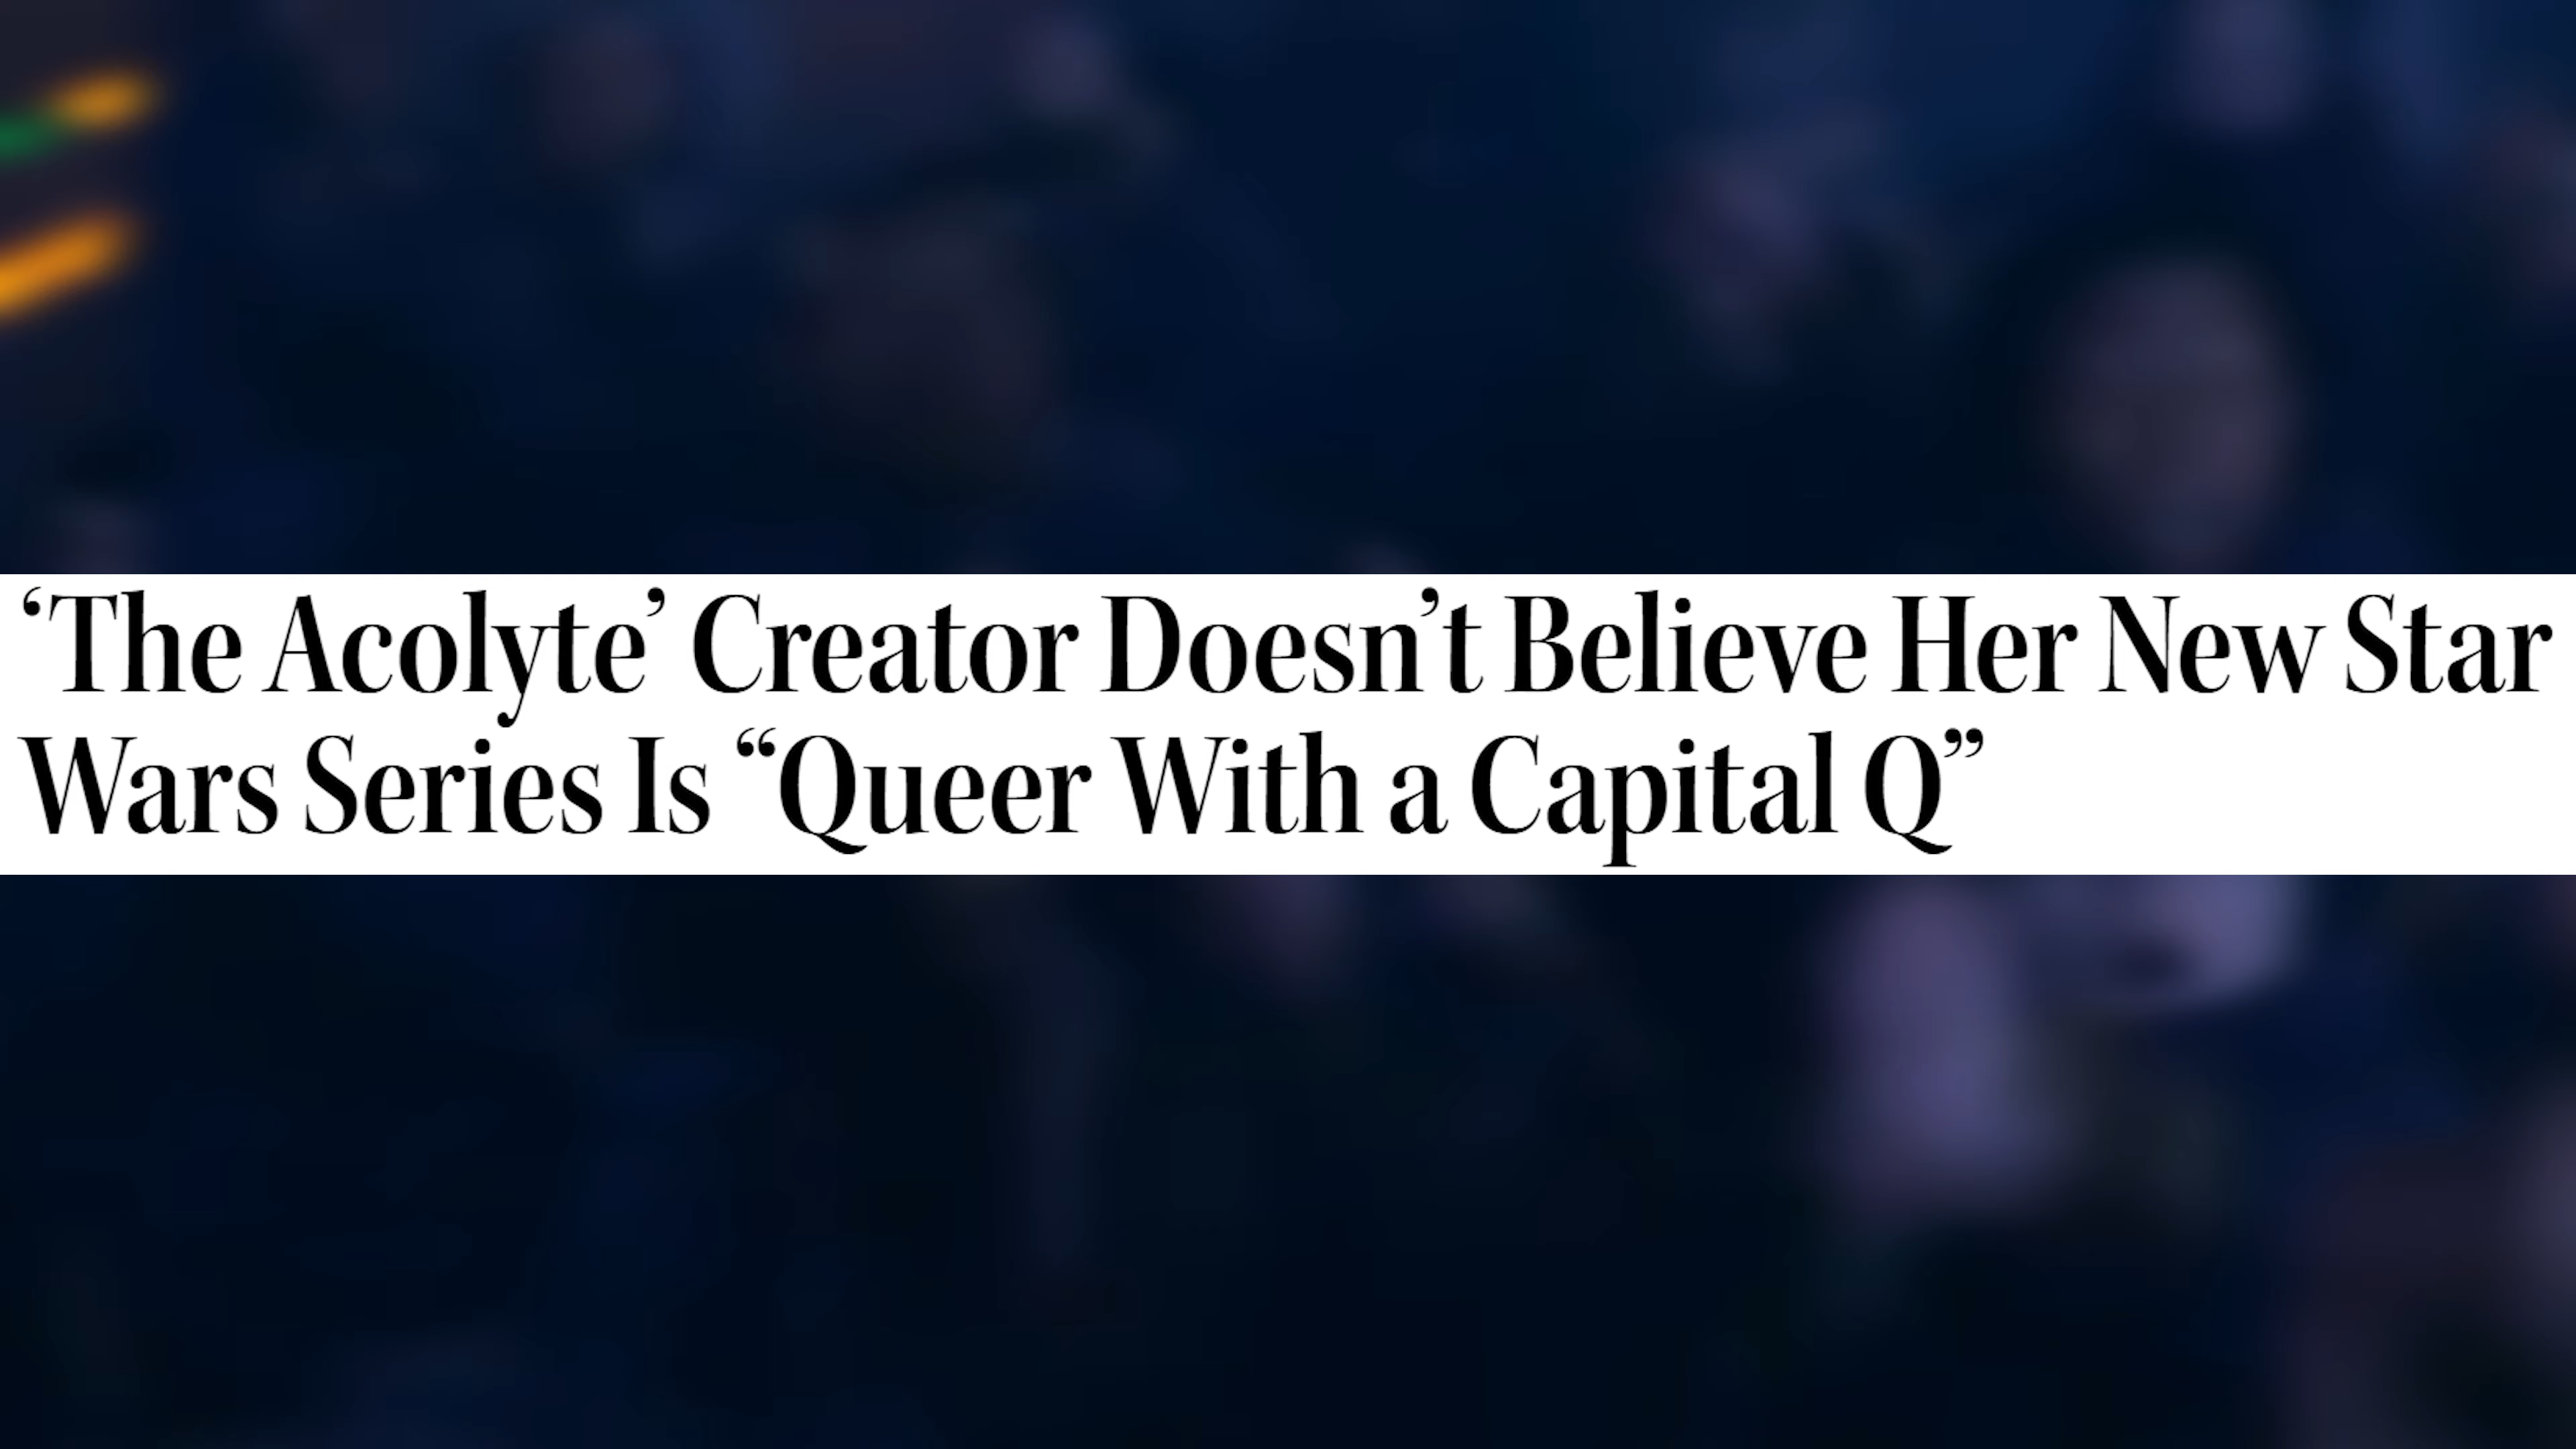 ‘The Acolyte’ Creator Doesn’t Believe Her New Star
Wars Series Is “Queer With a Capital Q”